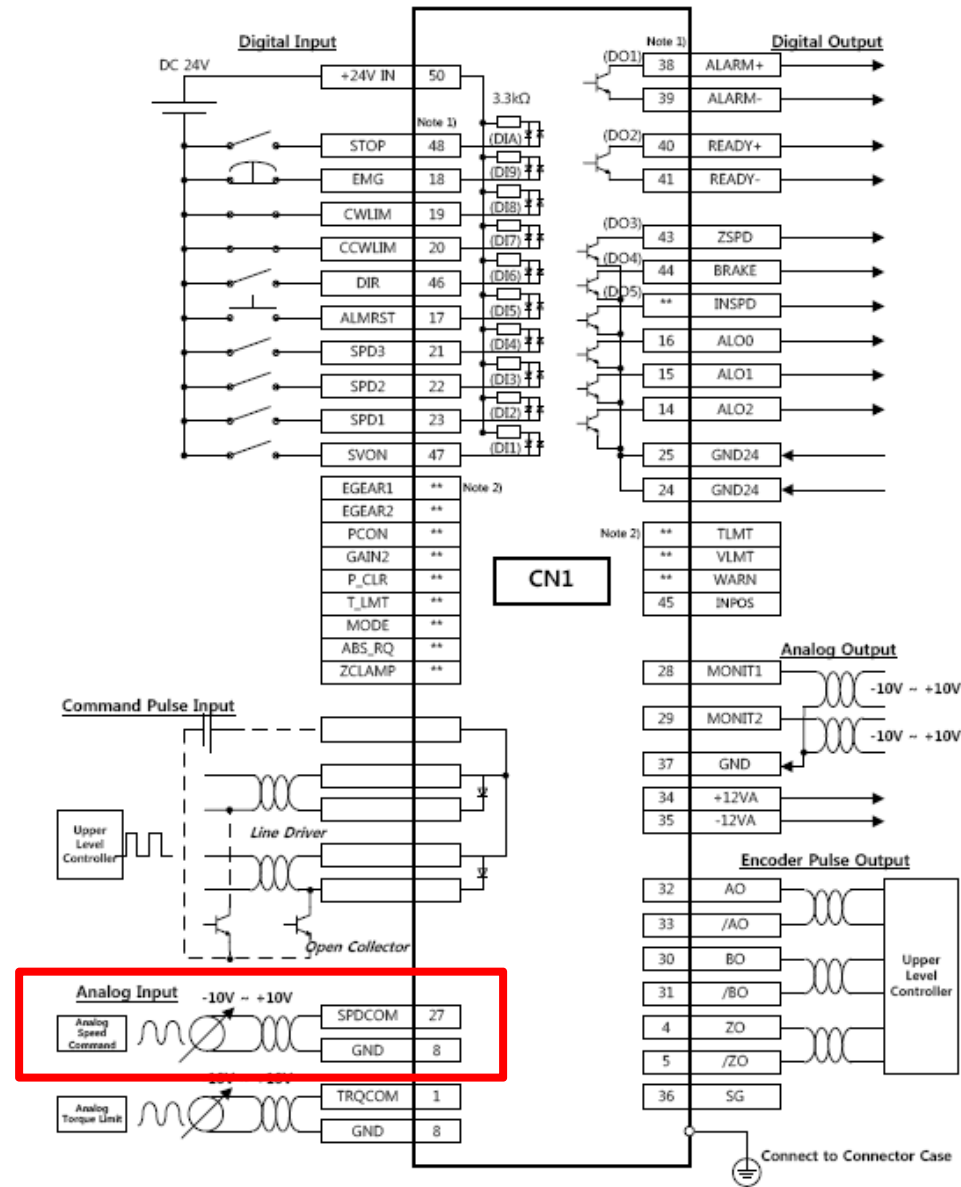 Digital Input
DC 24V
+24V IN 50
3.3kΩ
Note 1)
STOP 48 (DIA)
EMG 18 (DI9)
CWLIM 19 (DI8)
CCWLIM 20 (DI7)
DIR 46 (DI6)
ALMRST 17 (DI5)
SPD3 21 (DI4)
SPD2 22 (DI3)
SPD1 23 (DI2)
SVON 47 (DI1)
EGEAR1 ** Note 2)
EGEAR2 **
PCON **
GAIN2 **
P_CLR **
T_LMT **
MODE **
ABS_RQ **
ZCLAMP **
Command Pulse Input
Upper
Level
Controller
Line Driver
Open Collector
Analog Input
-10V ~ +10V
Analog
Speed
Command
SPDCOM 27
GND 8
-10V ~ +10V
Analog
Torque Limit
TRQCOM 1
GND 8
CN1
Note 1)
Digital Output
(DO1) 38 ALARM+
39 ALARM-
(DO2) 40 READY+
41 READY-
(DO3) 43 ZSPD
(DO4) 44 BRAKE
(DO5) ** INSPD
16 ALO0
15 ALO1
14 ALO2
25 GND24
24 GND24
Note 2) ** TLMT
** VLMT
** WARN
45 INPOS
Analog Output
28 MONIT1
-10V ~ +10V
29 MONIT2
-10V ~ +10V
37 GND
34 +12VA
35 -12VA
Encoder Pulse Output
32 AO
33 /AO
30 BO
31 /BO
4 ZO
5 /ZO
36 SG
Upper
Level
Controller
Connect to Connector Case